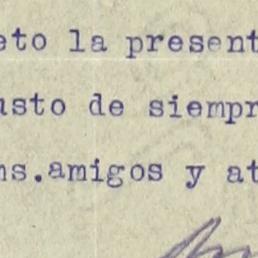 eto la present
usto de siempr
ns.amigos y at